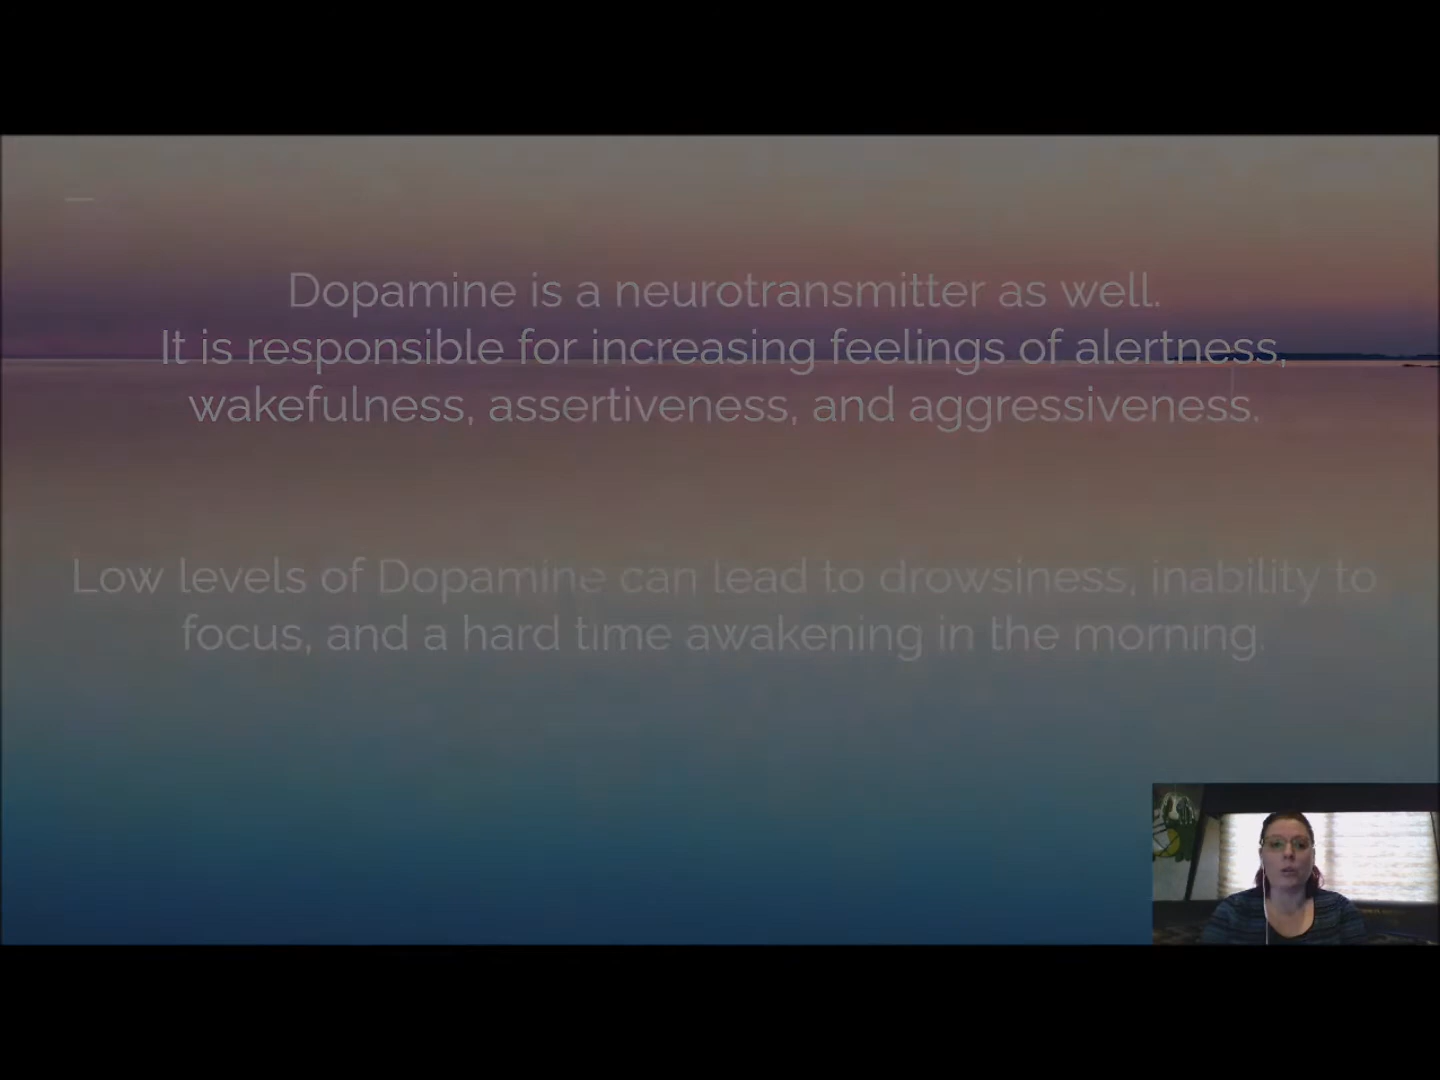 Dopamine is a neurotransmitter as well.
It is responsible for increasing feelings of alertness,
wakefulness, assertiveness, and aggressiveness.
Low levels of Dopamine can lead to drowsiness, inability to
focus, and a hard time awakening in the morning.